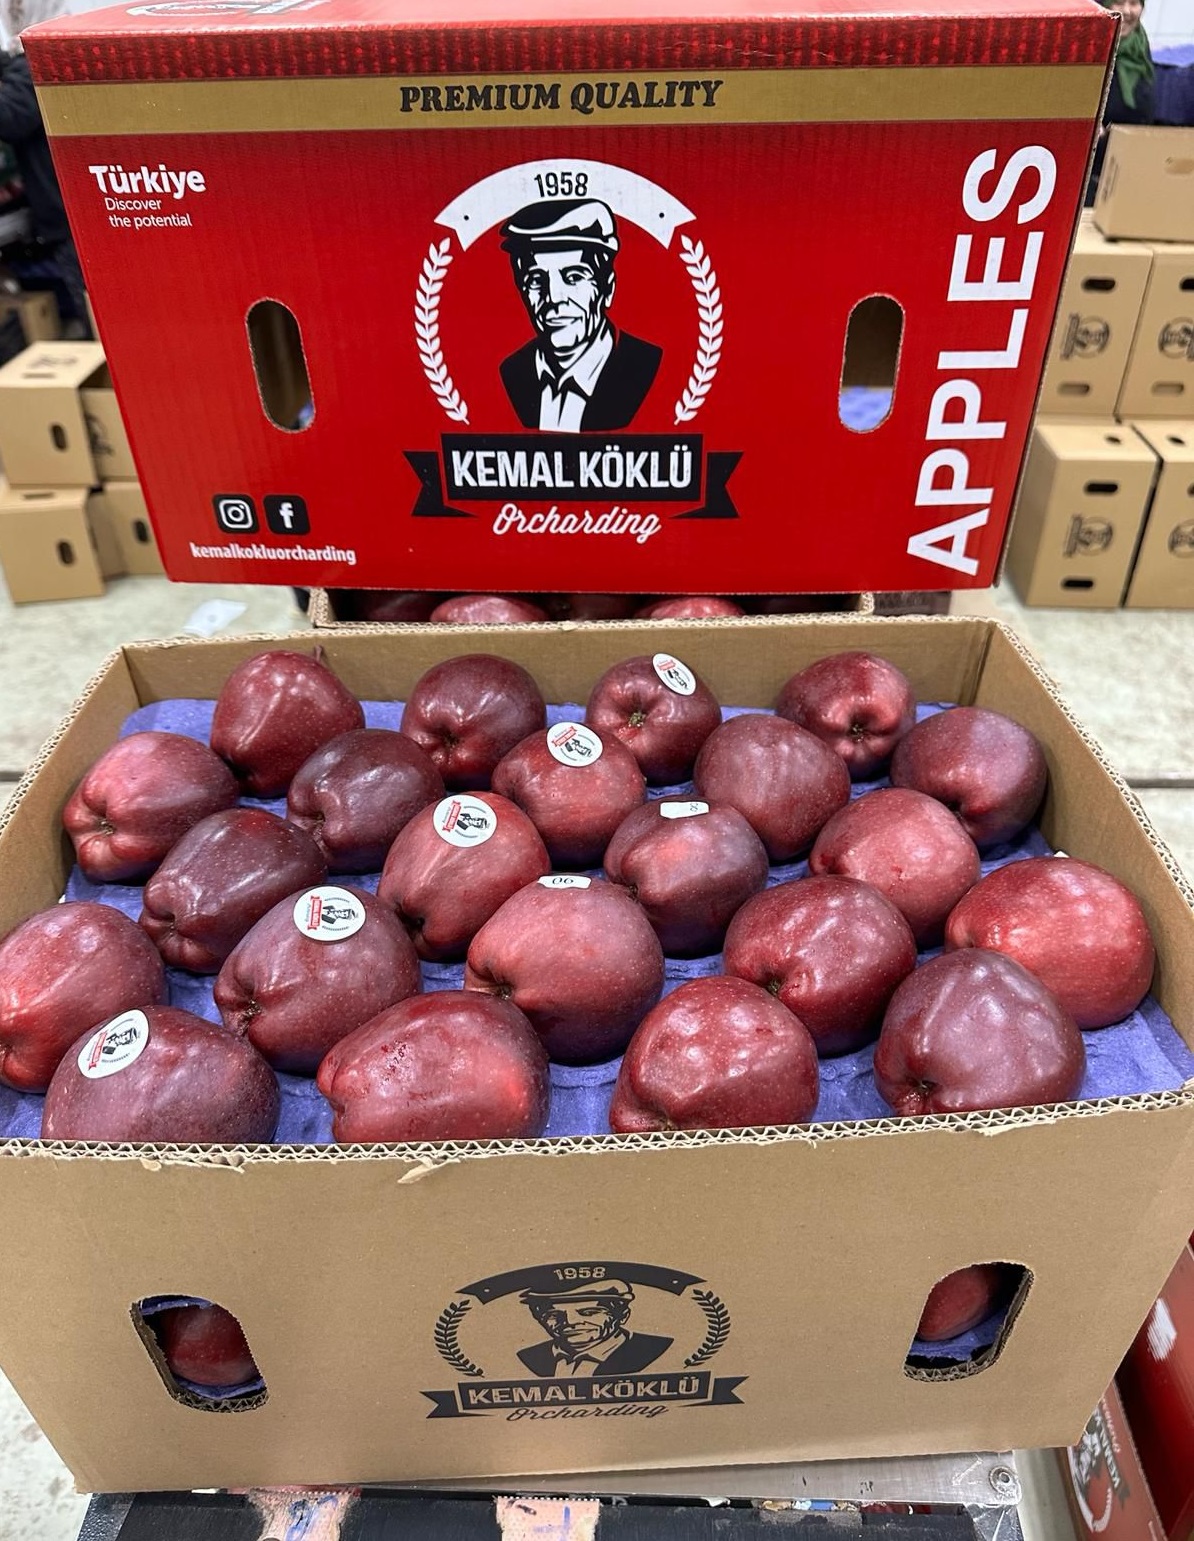 PREMIUM QUALITY
Türkiye
Discover
the potential
1958
KEMAL KÖKLÜ
Orcharding
kemalkokluorcharding
APPLES
1958
KEMAL KÖKLÜ
Orcharding